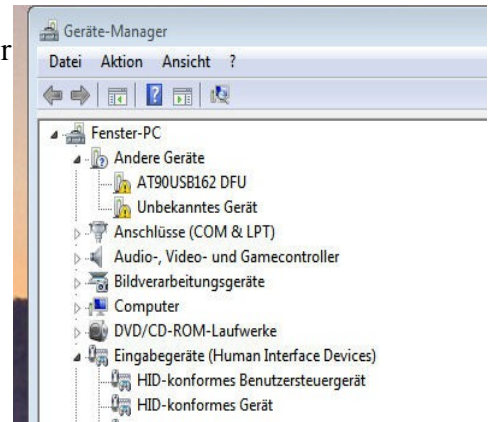 r
Geräte-Manager
Datei Aktion Ansicht ?
Fenster-PC
Andere Geräte
AT90USB162 DFU
Unbekanntes Gerät
Anschlüsse (COM & LPT)
Audio-, Video- und Gamecontroller
Bildverarbeitungsgeräte
Computer
DVD/CD-ROM-Laufwerke
Eingabegeräte (Human Interface Devices)
HID-konformes Benutzersteuergerät
HID-konformes Gerät